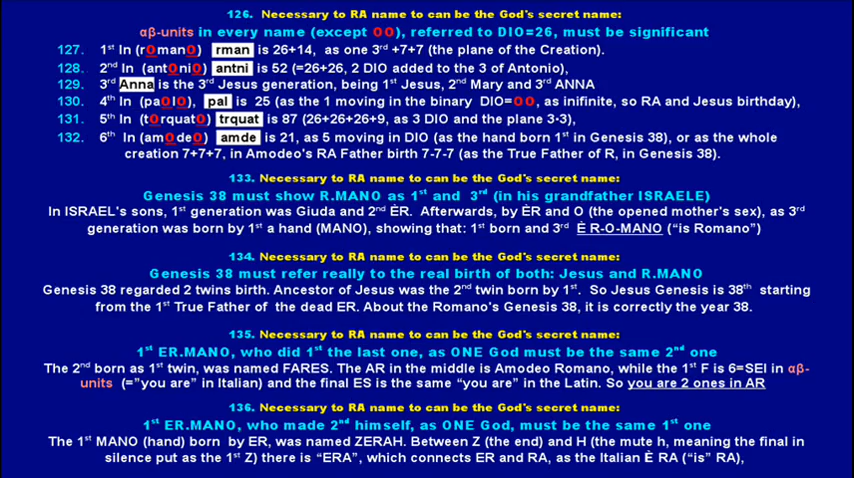 126. Necessary to RA name to can be the God's secret name:
αβ-units in every name (except OO), referred to DIO=26, must be significant
127. 1st In (rOmanO) rman is 26+14, as one 3rd +7+7 (the plane of the Creation).
128. 2nd In (antOniO) antni is 52 (=26+26, 2 DIO added to the 3 of Antonio),
129. 3rd Anna is the 3rd Jesus generation, being 1st Jesus, 2nd Mary and 3rd ANNA
130. 4th In (paOlO), pal is 25 (as the 1 moving in the binary DIO=OO, as inifinite, so RA and Jesus birthday),
131. 5th In (tOrquatO) trquat is 87 (26+26+26+9, as 3 DIO and the plane 3·3),
132. 6th In (amOdeO) amde is 21, as 5 moving in DIO (as the hand born 1st in Genesis 38), or as the whole
creation 7+7+7, in Amodeo's RA Father birth 7-7-7 (as the True Father of R, in Genesis 38).
133. Necessary to RA name to can be the God's secret name:
Genesis 38 must show R.MANO as 1st and 3rd (in his grandfather ISRAELE)
In ISRAEL's sons, 1st generation was Giuda and 2nd ÈR. Afterwards, by ÈR and O (the opened mother's sex), as 3rd
generation was born by 1st a hand (MANO), showing that: 1st born and 3rd È R-O-MANO ("is Romano")
134. Necessary to RA name to can be the God's secret name:
Genesis 38 must refer really to the real birth of both: Jesus and R.MANO
Genesis 38 regarded 2 twins birth. Ancestor of Jesus was the 2nd twin born by 1st. So Jesus Genesis is 38th starting
from the 1st True Father of the dead ER. About the Romano's Genesis 38, it is correctly the year 38.
135. Necessary to RA name to can be the God's secret name:
1st ER.MANO, who did 1st the last one, as ONE God must be the same 2nd one
The 2nd born as 1st twin, was named FARES. The AR in the middle is Amodeo Romano, while the 1st F is 6=SEI in αβ-
units (="you are" in Italian) and the final ES is the same "you are" in the Latin. So you are 2 ones in AR
136. Necessary to RA name to can be the God's secret name:
1st ER.MANO, who made 2nd himself, as ONE God, must be the same 1st one
The 1st MANO (hand) born by ER, was named ZERAH. Between Z (the end) and H (the mute h, meaning the final in
silence put as the 1st Z) there is "ERA", which connects ER and RA, as the Italian È RA ("is" RA),